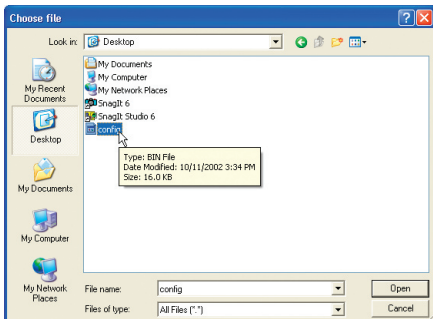 Choose file
Look in: Desktop
My Recent
Documents
Desktop
My Documents
My Computer
My Network
Places
My Documents
My Computer
My Network Places
SnagIt 6
SnagIt Studio 6
config
Type: BIN File
Date Modified: 10/11/2002 3:34 PM
Size: 16.0 KB
File name: config Open
Files of type: All Files (*.*) Cancel